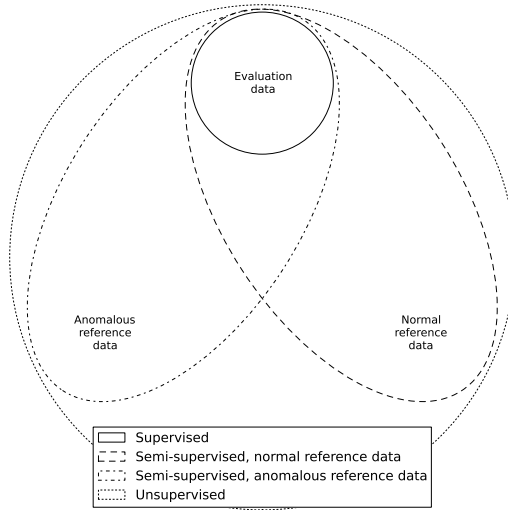 Evaluation
data
Anomalous
reference
data
Normal
reference
data
Supervised
Semi-supervised, normal reference data
Semi-supervised, anomalous reference data
Unsupervised